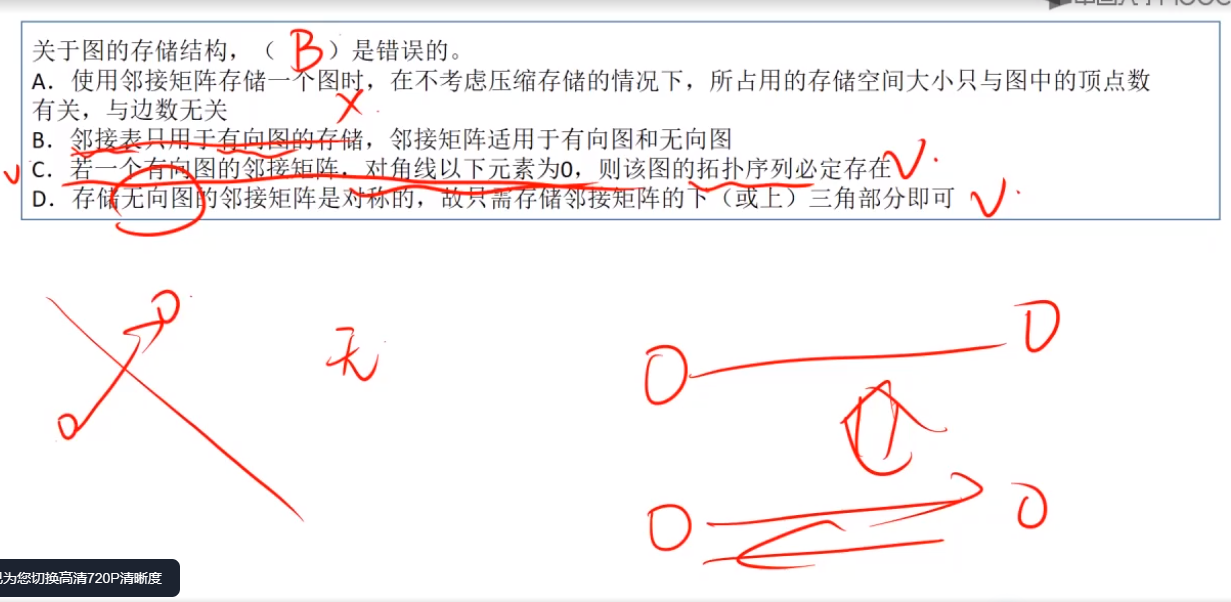 关于图的存储结构，（ B ）是错误的。
A．使用邻接矩阵存储一个图时，在不考虑压缩存储的情况下，所占用的存储空间大小只与图中的顶点数
有关，与边数无关
B．邻接表只用于有向图的存储，邻接矩阵适用于有向图和无向图
C．若一个有向图的邻接矩阵，对角线以下元素为0，则该图的拓扑序列必定存在
D．存储无向图的邻接矩阵是对称的，故只需存储邻接矩阵的下（或上）三角部分即可
无
为您切换高清720P清晰度